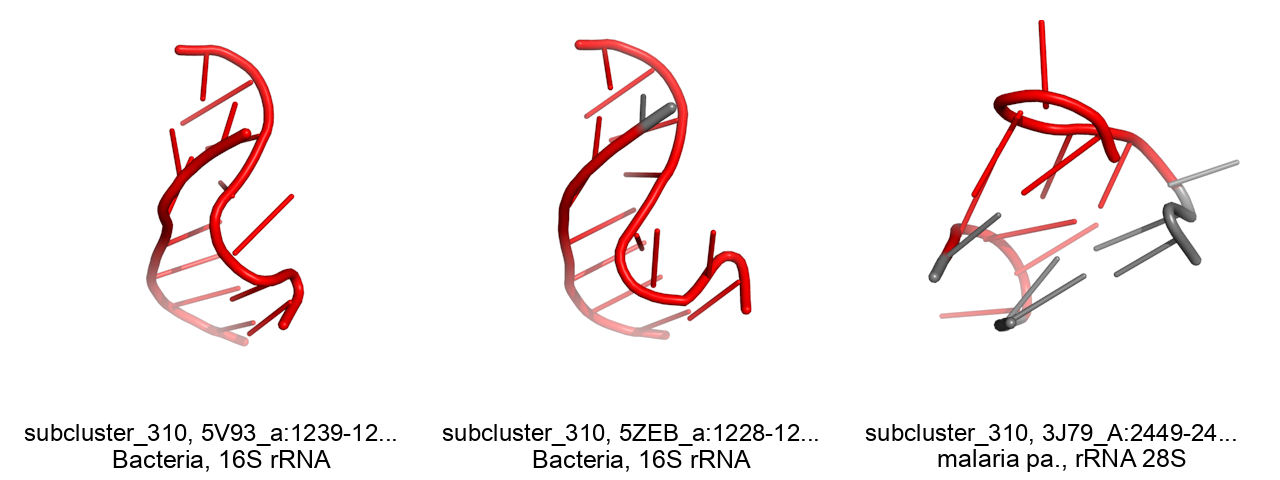 subcluster_310, 5V93_a:1239-12...
Bacteria, 16S rRNA
subcluster_310, 5ZEB_a:1228-12...
Bacteria, 16S rRNA
subcluster_310, 3J79_A:2449-24...
malaria pa., rRNA 28S